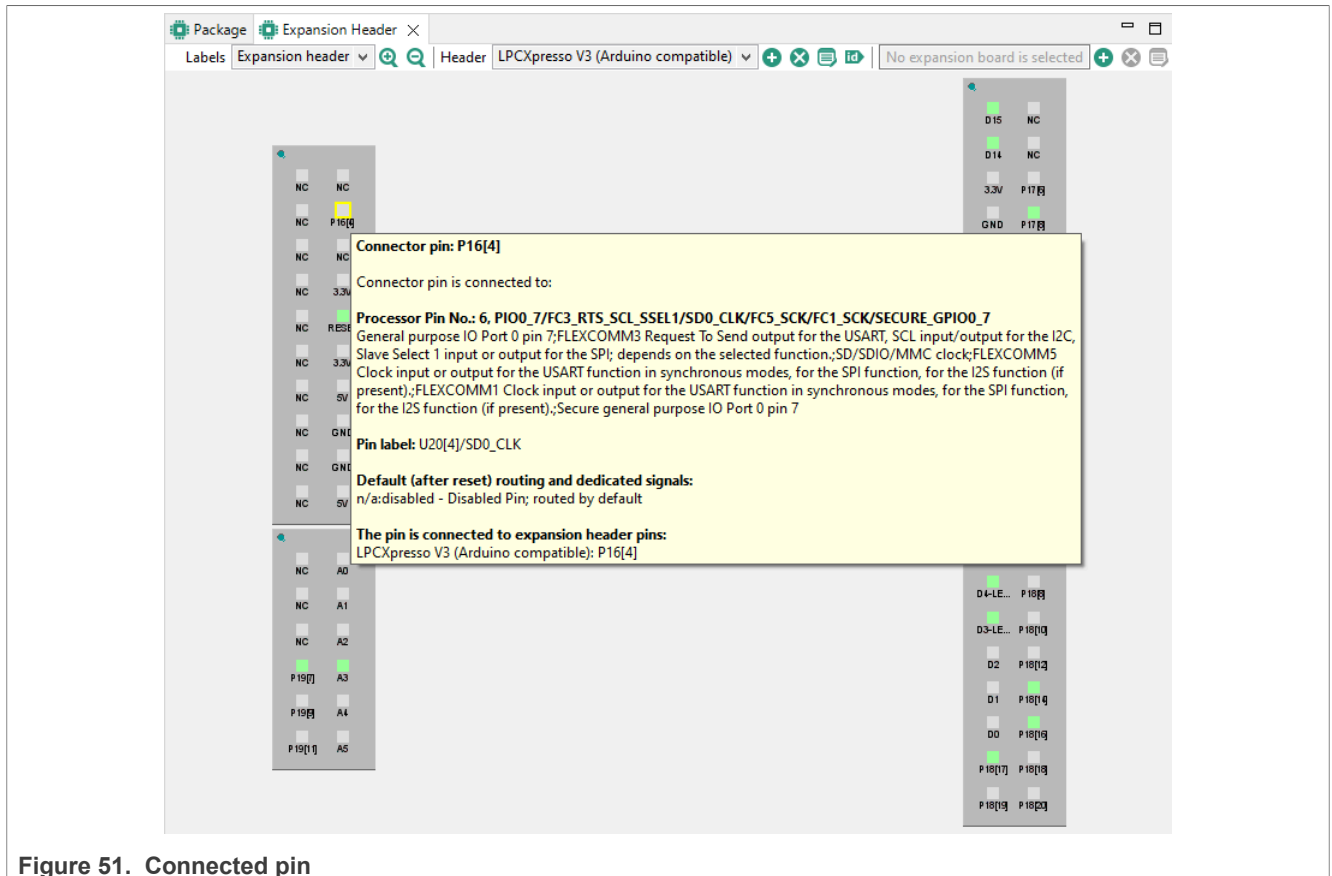 Package Expansion Header
Labels Expansion header Header LPCXpresso V3 (Arduino compatible) id No expansion board is selected
D15 NC
D14 NC
3.3V P17[6]
GND P17[8]
NC NC
NC P16[4]
NC NC
NC 3.3V
NC RESE
NC 3.3V
NC 5V
NC GND
NC GND
NC 5V
Connector pin: P16[4]
Connector pin is connected to:
Processor Pin No.: 6, PIO0_7/FC3_RTS_SCL_SSEL1/SD0_CLK/FC5_SCK/FC1_SCK/SECURE_GPIO0_7
General purpose IO Port 0 pin 7;FLEXCOMM3 Request To Send output for the USART, SCL input/output for the I2C,
Slave Select 1 input or output for the SPI; depends on the selected function.;SD/SDIO/MMC clock;FLEXCOMM5
Clock input or output for the USART function in synchronous modes, for the SPI function, for the I2S function (if
present).;FLEXCOMM1 Clock input or output for the USART function in synchronous modes, for the SPI function,
for the I2S function (if present).;Secure general purpose IO Port 0 pin 7
Pin label: U20[4]/SD0_CLK
Default (after reset) routing and dedicated signals:
n/a:disabled - Disabled Pin; routed by default
The pin is connected to expansion header pins:
LPCXpresso V3 (Arduino compatible): P16[4]
NC A0
NC A1
NC A2
P19[7] A3
P19[9] A4
P19[11] A5
D4-LE... P18[8]
D3-LE... P18[10]
D2 P18[12]
D1 P18[14]
D0 P18[16]
P18[17] P18[18]
P18[19] P18[20]
Figure 51. Connected pin